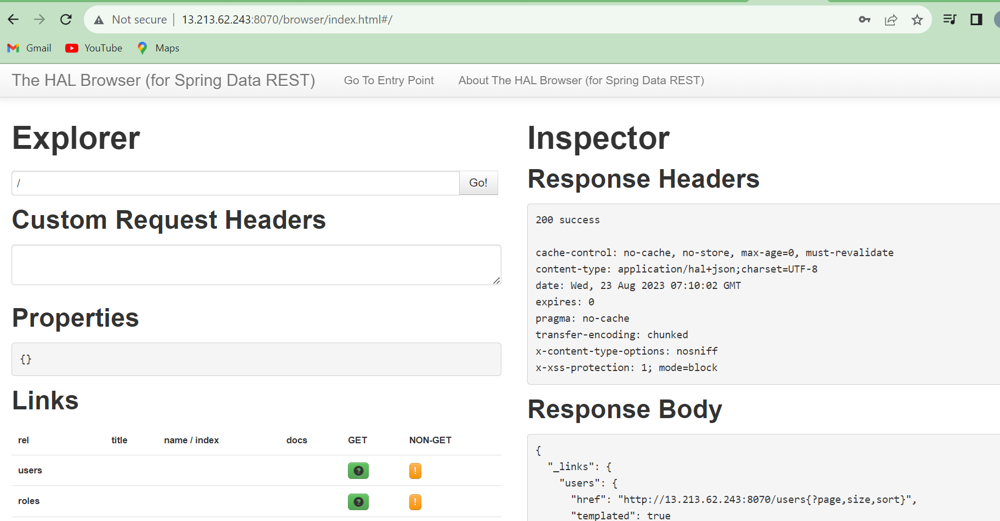 Not secure | 13.213.62.243:8070/browser/index.html#/
Gmail YouTube Maps
The HAL Browser (for Spring Data REST) Go To Entry Point About The HAL Browser (for Spring Data REST)
Explorer
/ Go!
Custom Request Headers
Properties
{}
Links
rel title name / index docs GET NON-GET
users ? !
roles ? !
Inspector
Response Headers
200 success
cache-control: no-cache, no-store, max-age=0, must-revalidate
content-type: application/hal+json;charset=UTF-8
date: Wed, 23 Aug 2023 07:10:02 GMT
expires: 0
pragma: no-cache
transfer-encoding: chunked
x-content-type-options: nosniff
x-xss-protection: 1; mode=block
Response Body
{
"_links": {
"users": {
"href": "http://13.213.62.243:8070/users{?page,size,sort}",
"templated": true